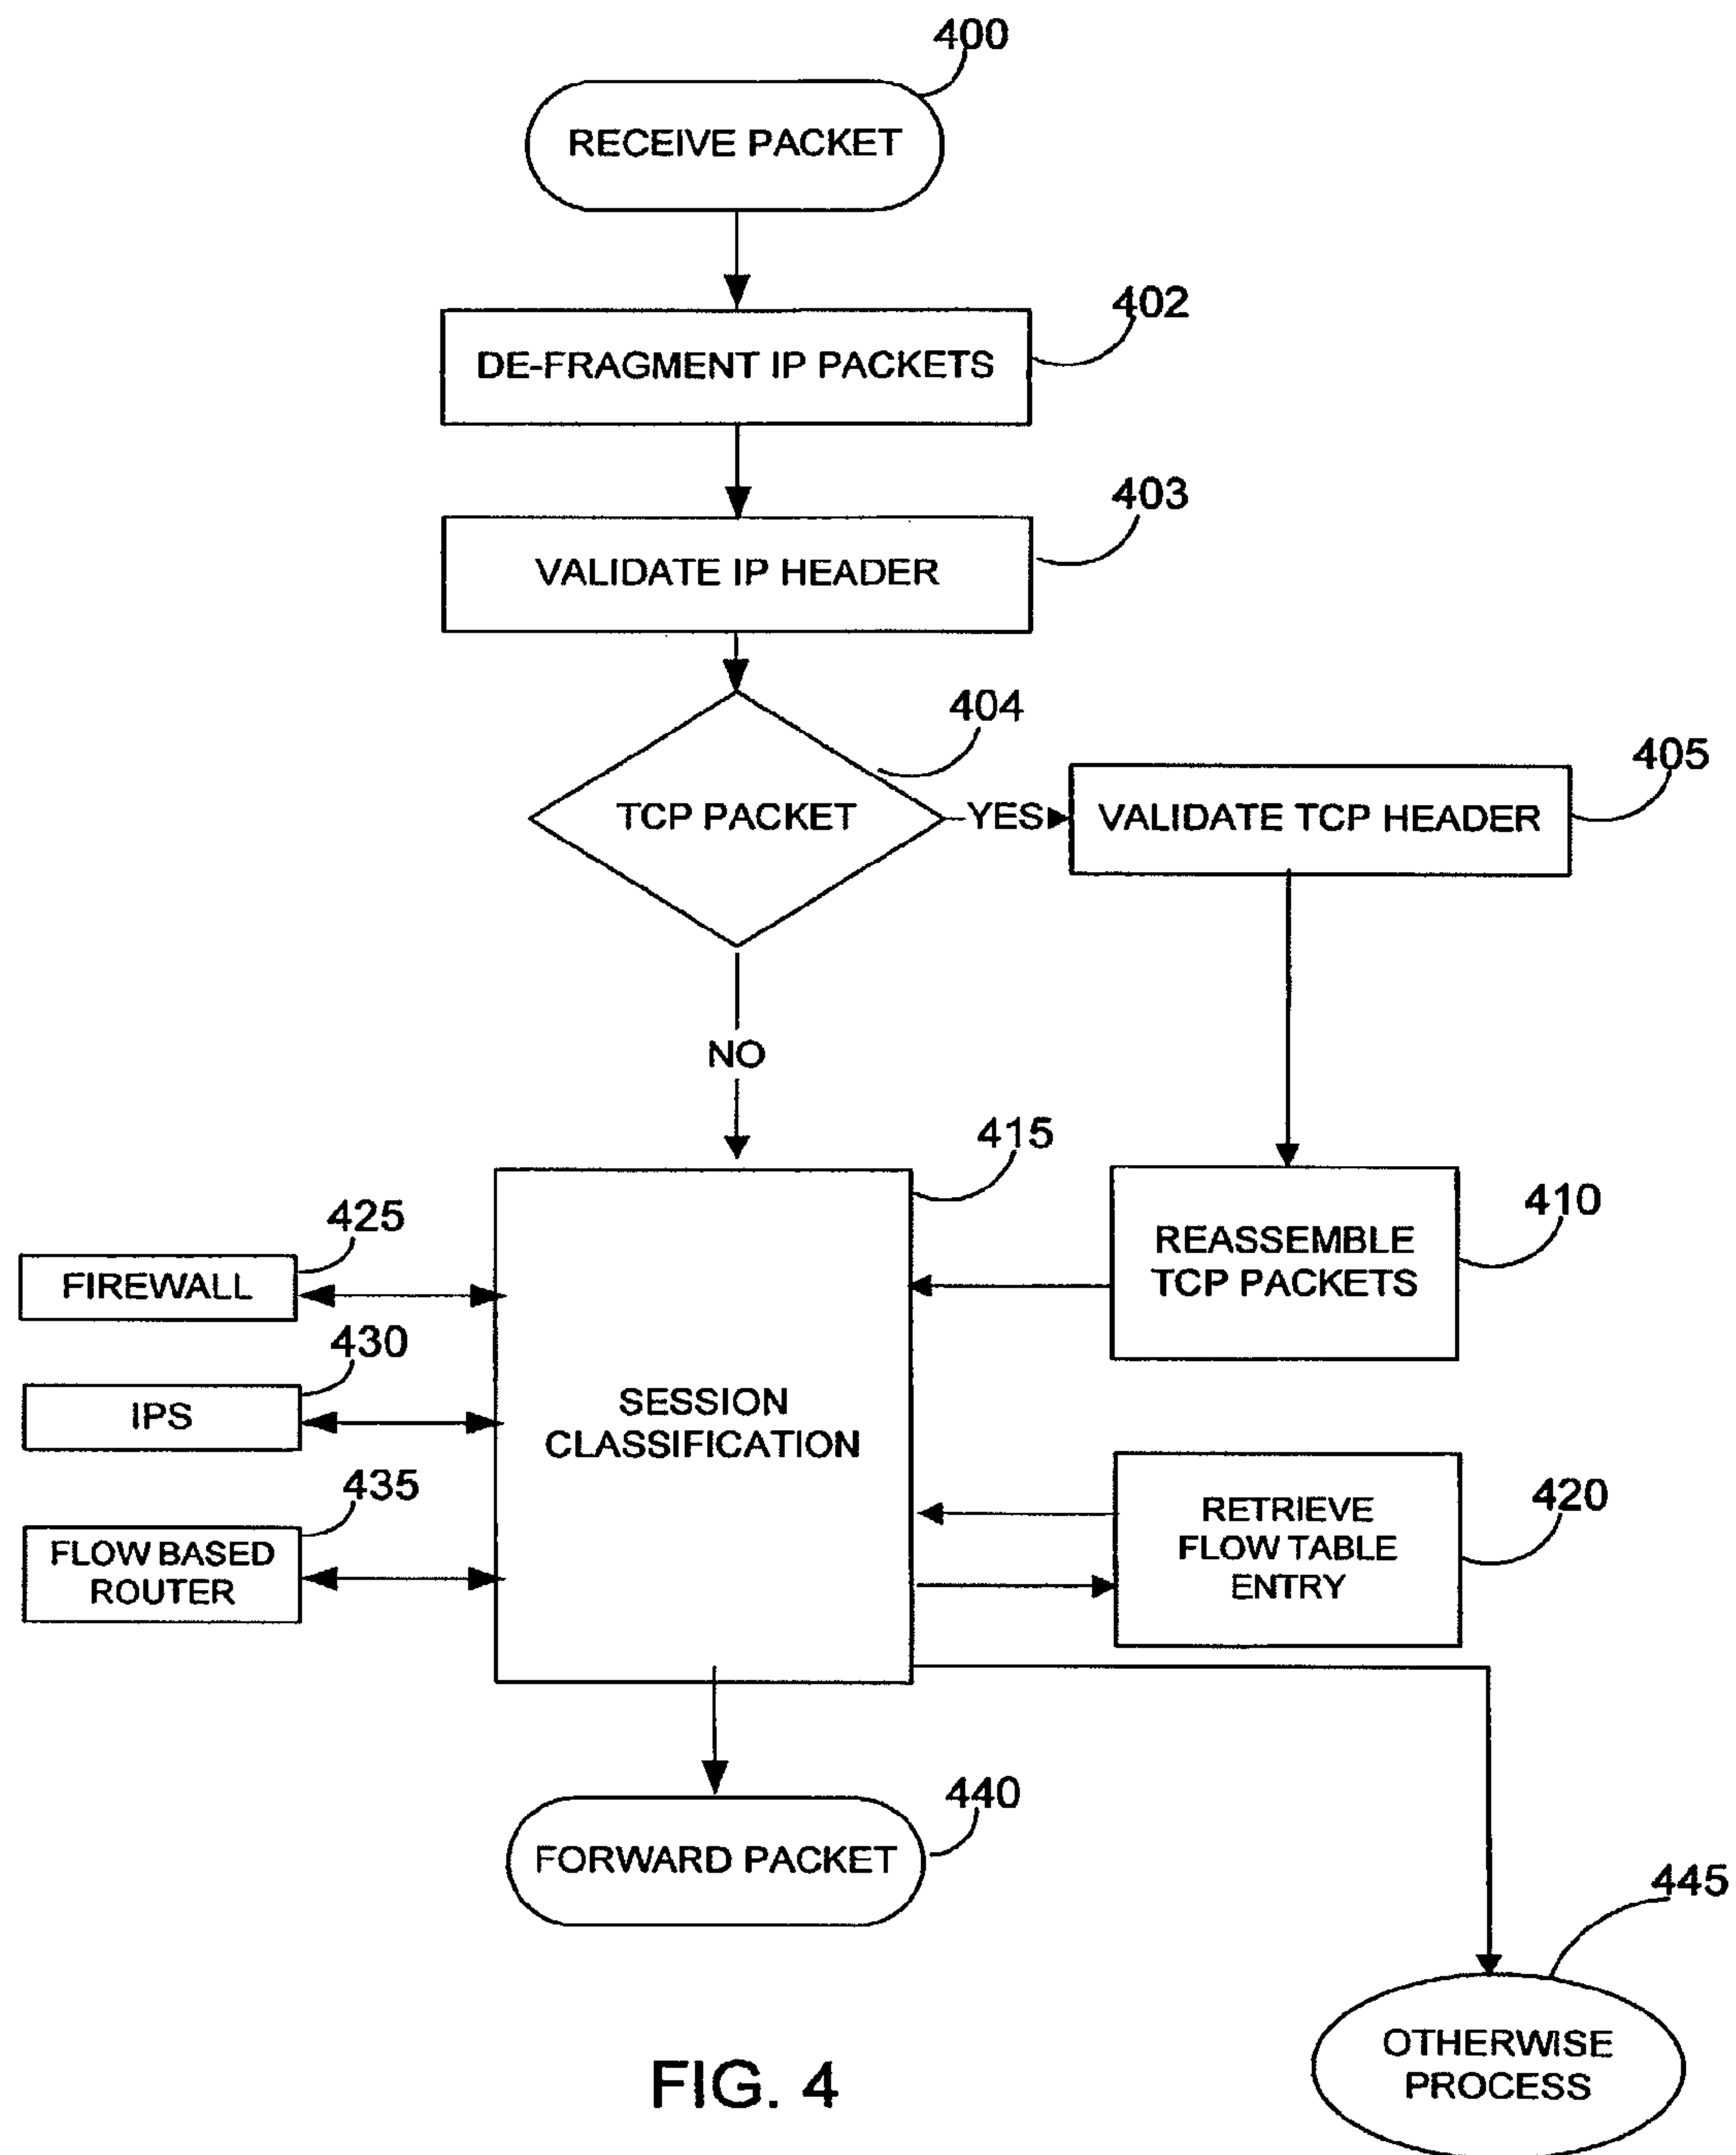 400
RECEIVE PACKET
402
DE-FRAGMENT IP PACKETS
403
VALIDATE IP HEADER
404
TCP PACKET
YES
405
VALIDATE TCP HEADER
NO
415
410
REASSEMBLE
TCP PACKETS
425
FIREWALL
430
IPS
SESSION
CLASSIFICATION
435
FLOW BASED
ROUTER
420
RETRIEVE
FLOW TABLE
ENTRY
440
FORWARD PACKET
445
OTHERWISE
PROCESS
FIG. 4